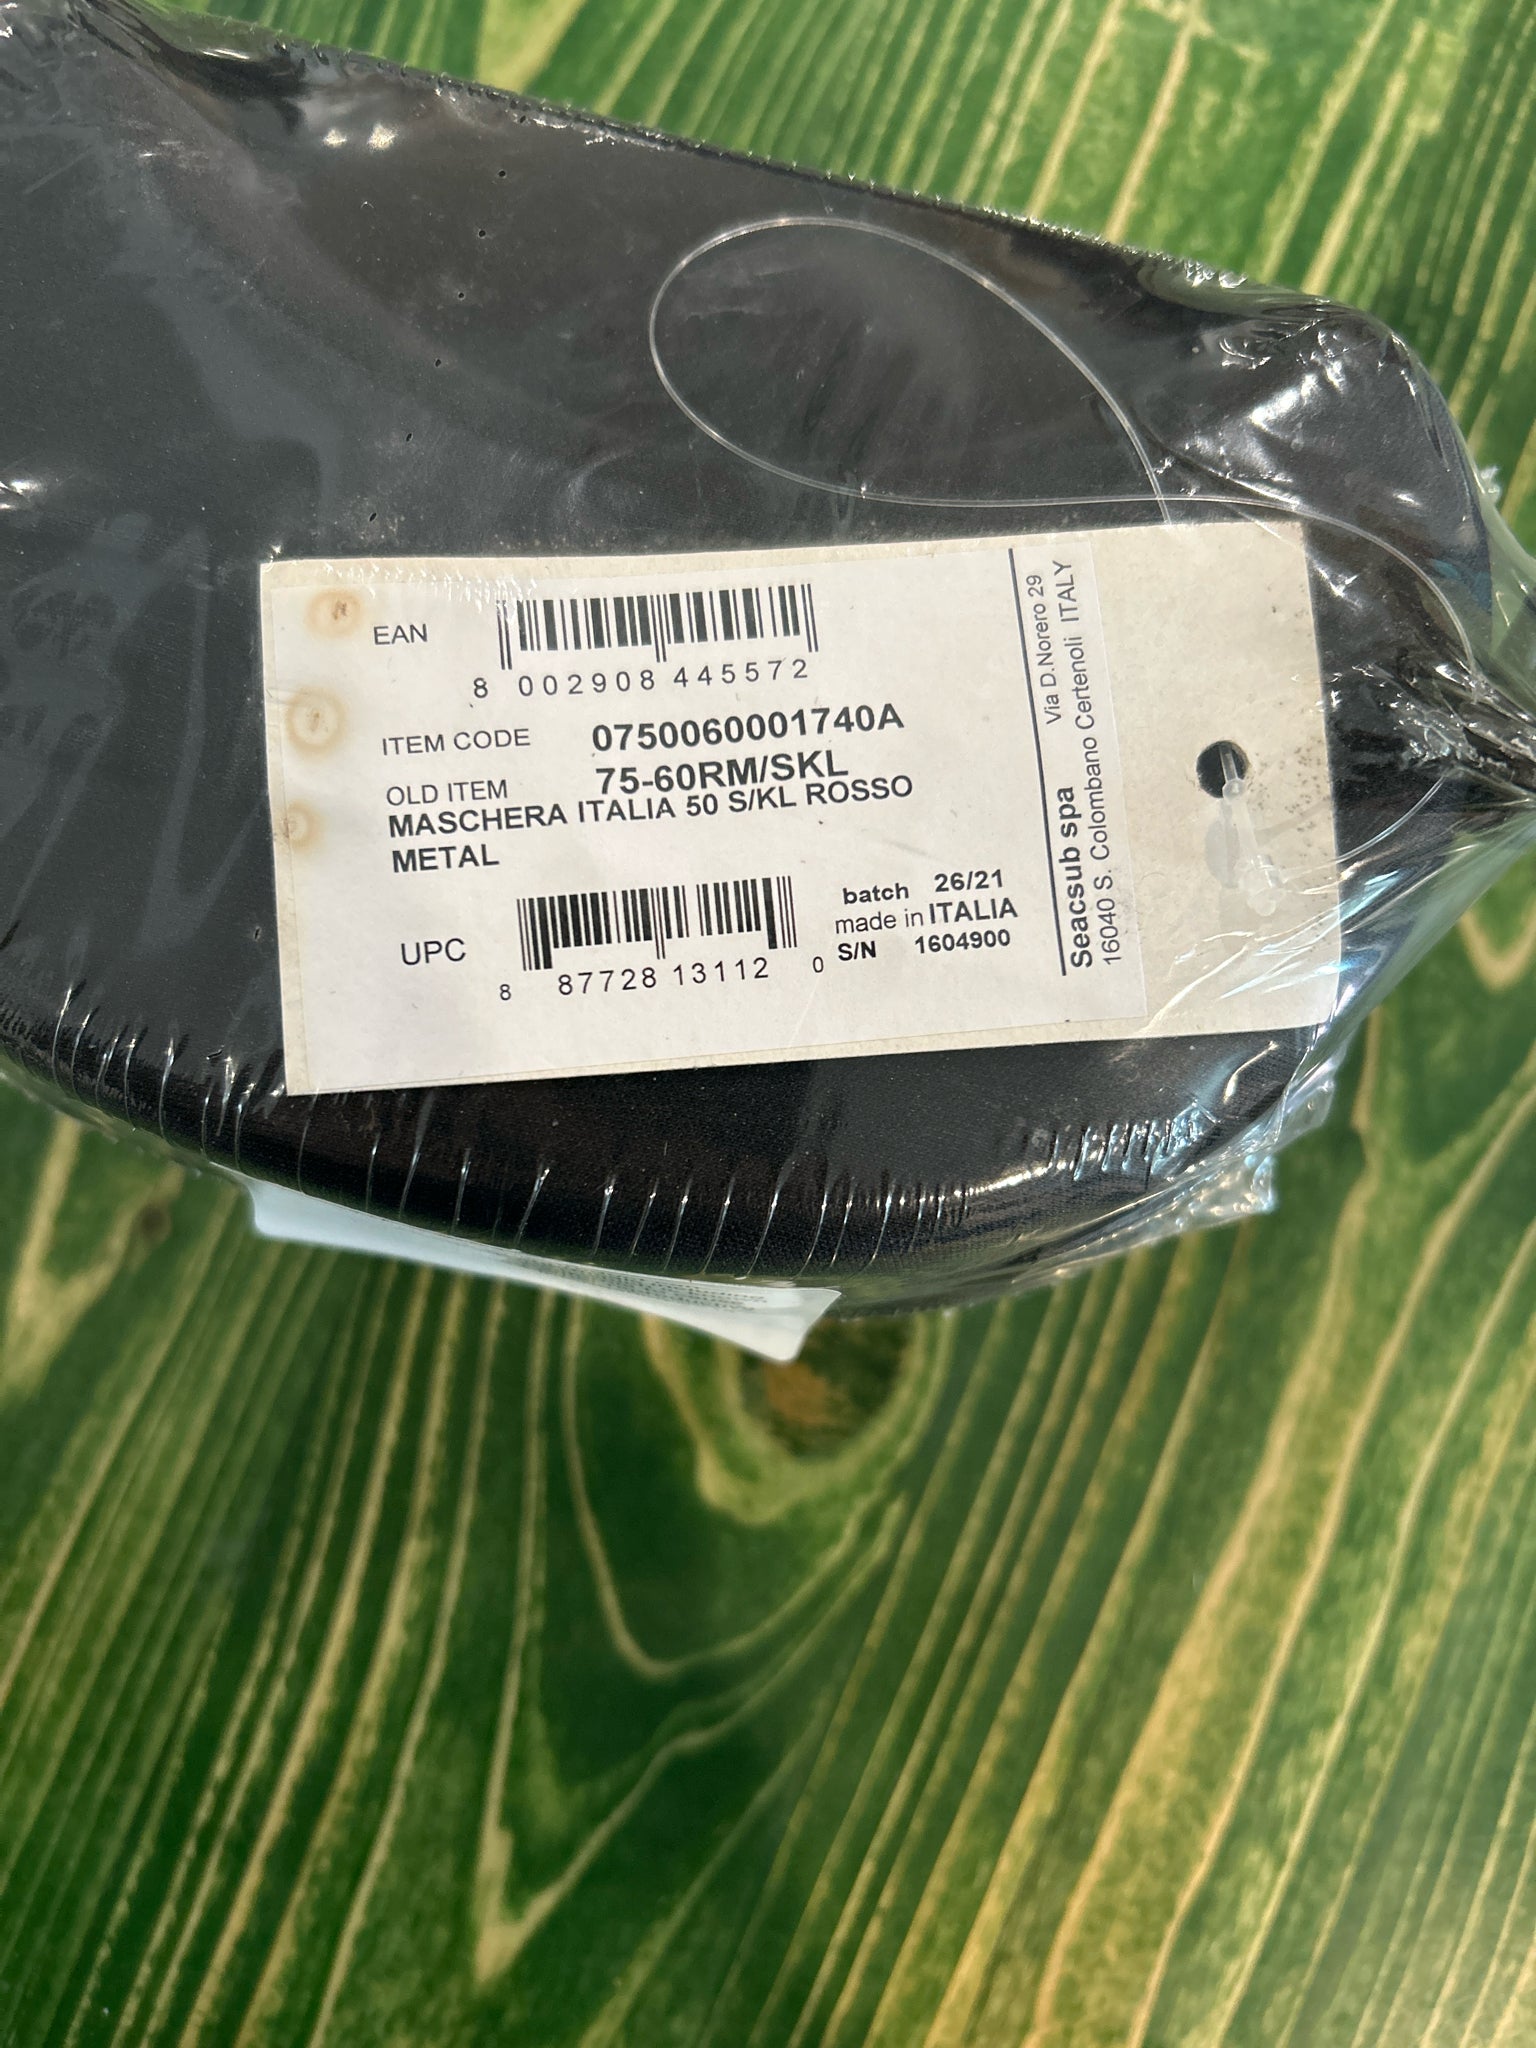 EAN
8 002908 445572
ITEM CODE 0750060001740A
OLD ITEM 75-60RM/SKL
MASCHERA ITALIA 50 S/KL ROSSO
METAL
UPC
8 87728 13112 0
batch 26/21
made in ITALIA
S/N 1604900
Via D.Norero 29
Seacsub spa
16040 S. Colombano Certenoli ITALY